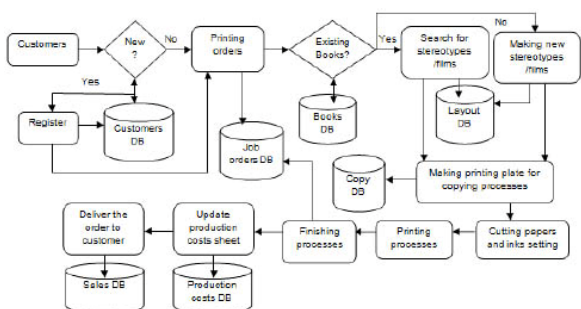 Customers
New
?
No
Printing
orders
Existing
Books?
Yes
No
Search for
stereotypes
/films
Making new
stereotypes
/films
Yes
Register
Customers
DB
Job
orders DB
Books
DB
Layout
DB
Copy
DB
Making printing plate for
copying processes
Deliver the
order to
customer
Update
production
costs sheet
Finishing
processes
Printing
processes
Cutting papers
and inks setting
Sales DB
Production
costs DB